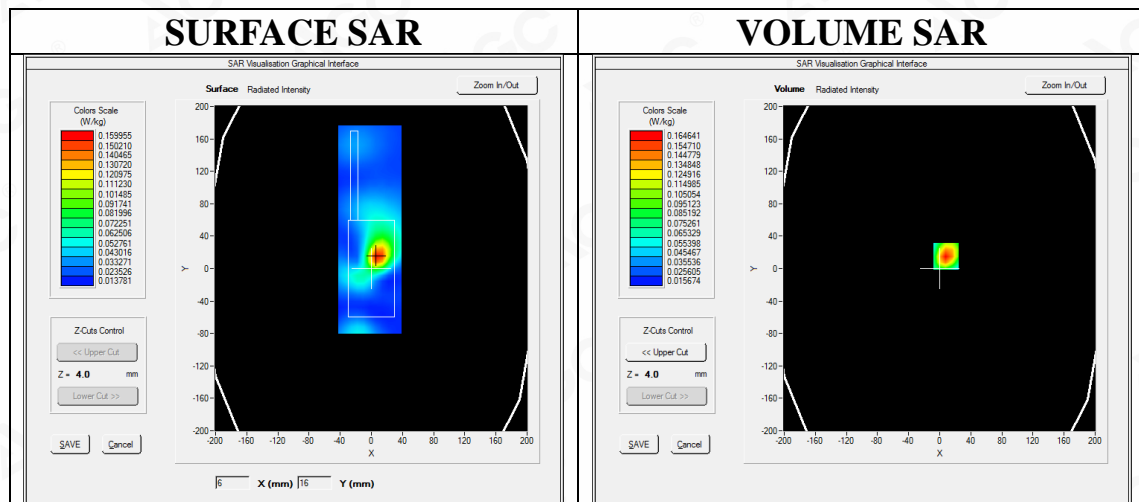 SURFACE SAR
SAR Visualisation Graphical Interface
Surface Radiated Intensity
Zoom In/Out
Colors Scale
(W/kg)
0.159955
0.150210
0.140465
0.130720
0.120975
0.111230
0.101485
0.091741
0.081996
0.072251
0.062506
0.052761
0.043016
0.033271
0.023526
0.013781
Z-Cuts Control
<< Upper Cut
Z = 4.0 mm
Lower Cut >>
SAVE Cancel
200
160
120
80
40
0
-40
-80
-120
-160
-200
Y
-200 -160 -120 -80 -40 0 40 80 120 160 200
X
6 X (mm) 16 Y (mm)
VOLUME SAR
SAR Visualisation Graphical Interface
Volume Radiated Intensity
Zoom In/Out
Colors Scale
(W/kg)
0.164641
0.154710
0.144779
0.134848
0.124916
0.114985
0.105054
0.095123
0.085192
0.075261
0.065329
0.055398
0.045467
0.035536
0.025605
0.015674
Z-Cuts Control
<< Upper Cut
Z = 4.0 mm
Lower Cut >>
SAVE Cancel
200
160
120
80
40
0
-40
-80
-120
-160
-200
Y
-200 -160 -120 -80 -40 0 40 80 120 160 200
X